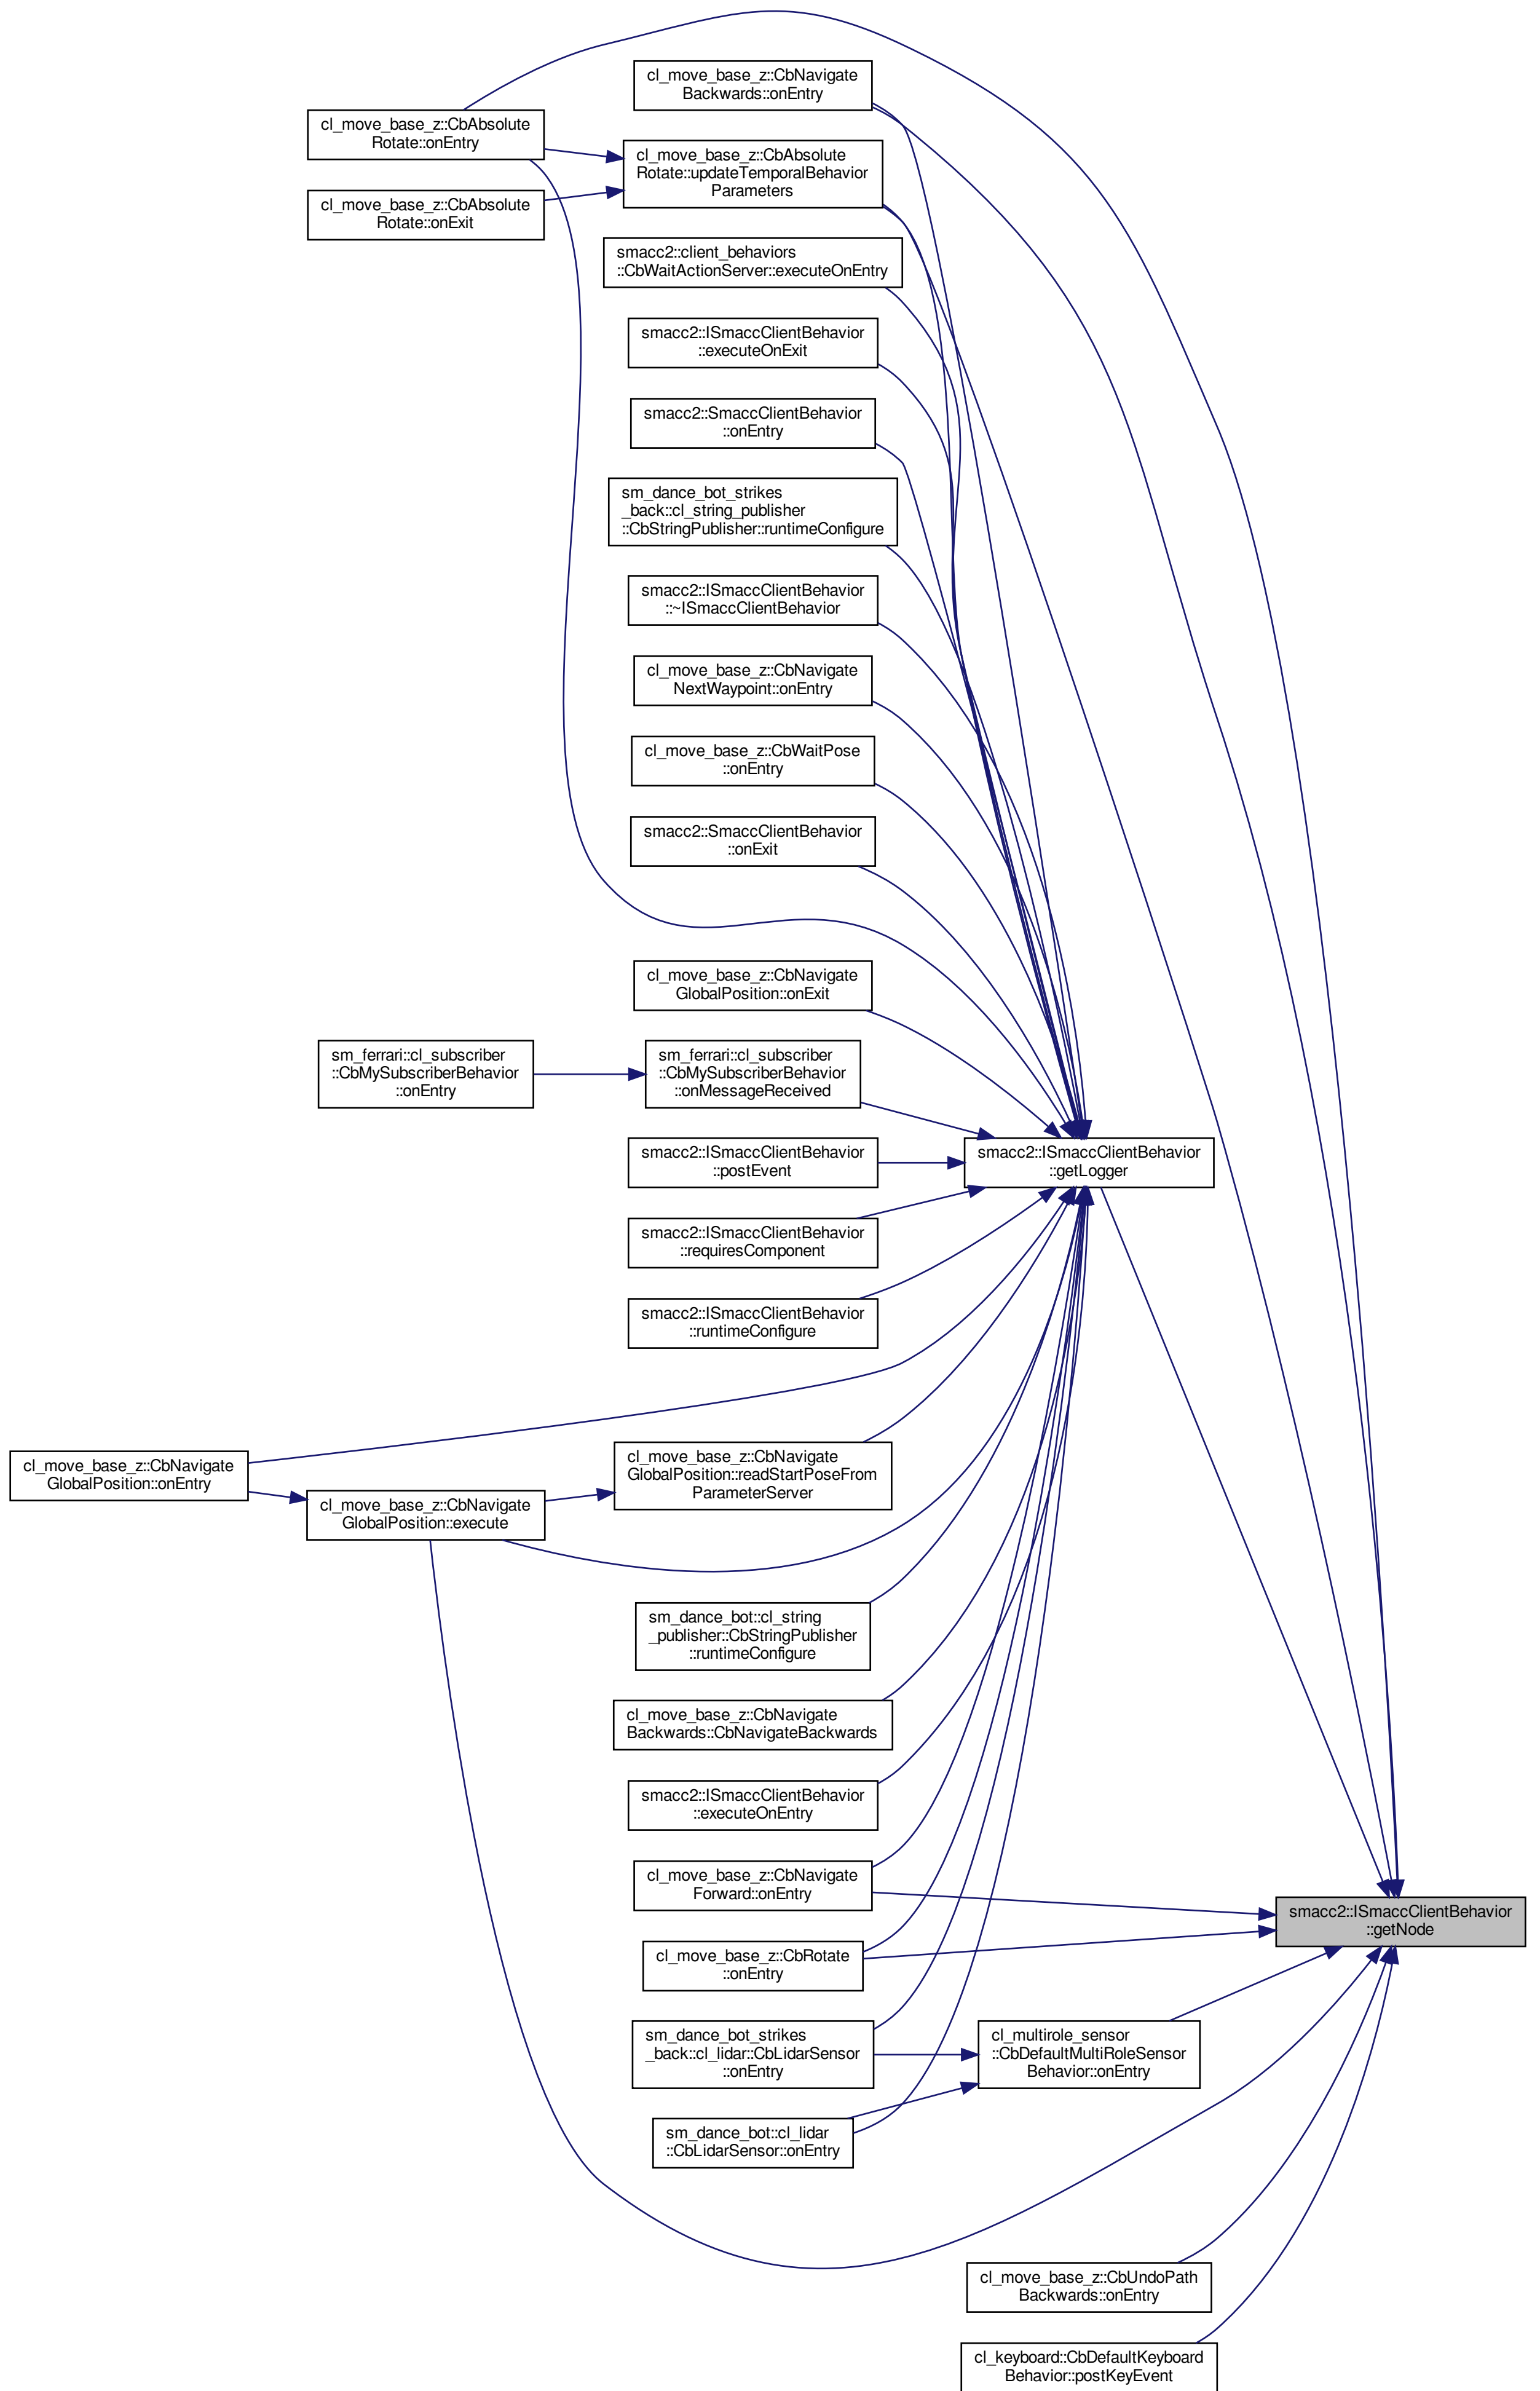 cl_move_base_z::CbNavigate
Backwards::onEntry
cl_move_base_z::CbAbsolute
Rotate::onEntry
cl_move_base_z::CbAbsolute
Rotate::updateTemporalBehavior
Parameters
cl_move_base_z::CbAbsolute
Rotate::onExit
smacc2::client_behaviors
::CbWaitActionServer::executeOnEntry
smacc2::ISmaccClientBehavior
::executeOnExit
smacc2::SmaccClientBehavior
::onEntry
sm_dance_bot_strikes
_back::cl_string_publisher
::CbStringPublisher::runtimeConfigure
smacc2::ISmaccClientBehavior
::~ISmaccClientBehavior
cl_move_base_z::CbNavigate
NextWaypoint::onEntry
cl_move_base_z::CbWaitPose
::onEntry
smacc2::SmaccClientBehavior
::onExit
cl_move_base_z::CbNavigate
GlobalPosition::onExit
sm_ferrari::cl_subscriber
::CbMySubscriberBehavior
::onEntry
sm_ferrari::cl_subscriber
::CbMySubscriberBehavior
::onMessageReceived
smacc2::ISmaccClientBehavior
::postEvent
smacc2::ISmaccClientBehavior
::getLogger
smacc2::ISmaccClientBehavior
::requiresComponent
smacc2::ISmaccClientBehavior
::runtimeConfigure
cl_move_base_z::CbNavigate
GlobalPosition::onEntry
cl_move_base_z::CbNavigate
GlobalPosition::execute
cl_move_base_z::CbNavigate
GlobalPosition::readStartPoseFrom
ParameterServer
sm_dance_bot::cl_string
_publisher::CbStringPublisher
::runtimeConfigure
cl_move_base_z::CbNavigate
Backwards::CbNavigateBackwards
smacc2::ISmaccClientBehavior
::executeOnEntry
cl_move_base_z::CbNavigate
Forward::onEntry
smacc2::ISmaccClientBehavior
::getNode
cl_move_base_z::CbRotate
::onEntry
sm_dance_bot_strikes
_back::cl_lidar::CbLidarSensor
::onEntry
cl_multirole_sensor
::CbDefaultMultiRoleSensor
Behavior::onEntry
sm_dance_bot::cl_lidar
::CbLidarSensor::onEntry
cl_move_base_z::CbUndoPath
Backwards::onEntry
cl_keyboard::CbDefaultKeyboard
Behavior::postKeyEvent